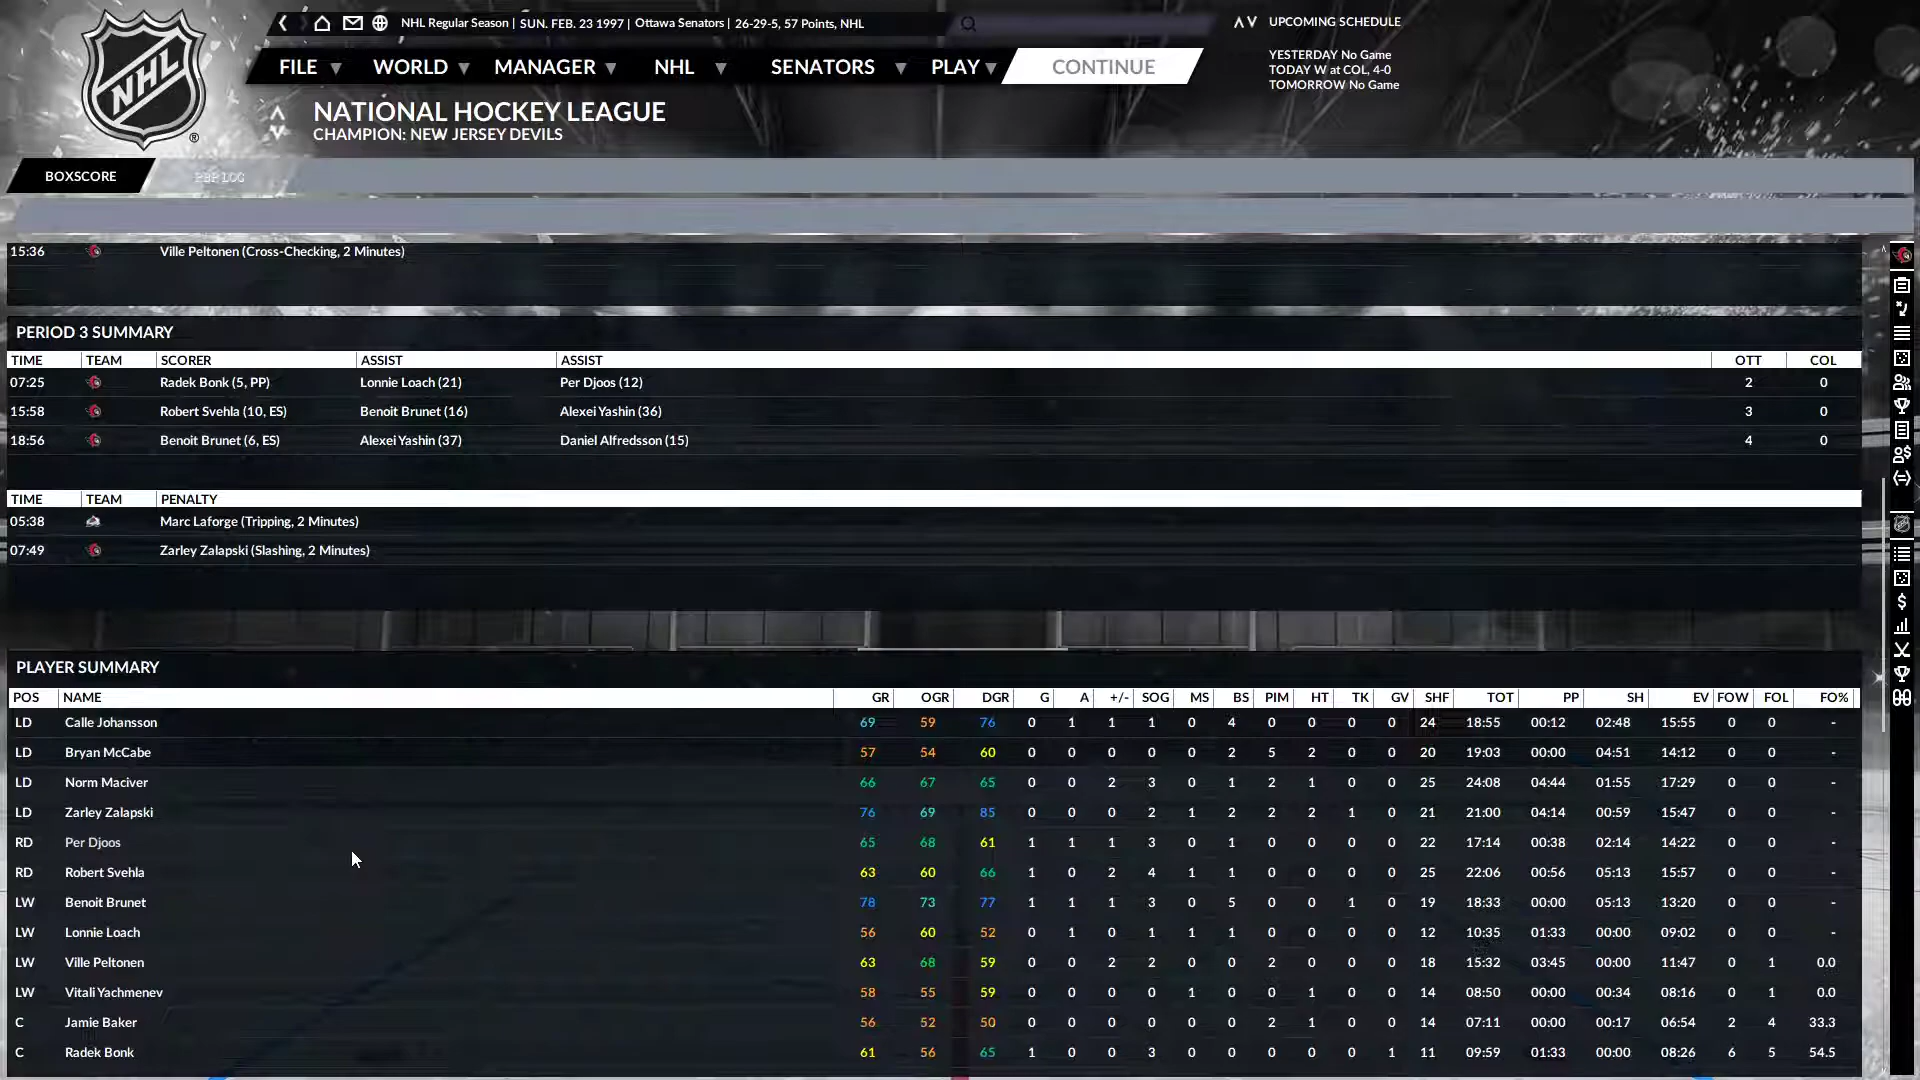 NHL Regular Season | SUN. FEB. 23 1997 | Ottawa Senators | 26-29-5, 57 Points, NHL
UPCOMING SCHEDULE
YESTERDAY No Game
TODAY W at COL, 4-0
TOMORROW No Game
FILE WORLD MANAGER NHL SENATORS PLAY CONTINUE
NHL
NATIONAL HOCKEY LEAGUE
CHAMPION: NEW JERSEY DEVILS
BOXSCORE PBP LOG
15:36 Ville Peltonen (Cross-Checking, 2 Minutes)
PERIOD 3 SUMMARY
TIME TEAM SCORER ASSIST ASSIST OTT COL
07:25 Radek Bonk (5, PP) Lonnie Loach (21) Per Djoos (12) 2 0
15:58 Robert Svehla (10, ES) Benoit Brunet (16) Alexei Yashin (36) 3 0
18:56 Benoit Brunet (6, ES) Alexei Yashin (37) Daniel Alfredsson (15) 4 0
TIME TEAM PENALTY
05:38 Marc Laforge (Tripping, 2 Minutes)
07:49 Zarley Zalapski (Slashing, 2 Minutes)
PLAYER SUMMARY
POS NAME GR OGR DGR G A +/- SOG MS BS PIM HT TK GV SHF TOT PP SH EV FOW FOL FO%
LD Calle Johansson 69 59 76 0 1 1 1 0 4 0 0 0 0 24 18:55 00:12 02:48 15:55 0 0 -
LD Bryan McCabe 57 54 60 0 0 0 0 0 2 5 2 0 0 20 19:03 00:00 04:51 14:12 0 0 -
LD Norm Maciver 66 67 65 0 0 2 3 0 1 2 1 0 0 25 24:08 04:44 01:55 17:29 0 0 -
LD Zarley Zalapski 76 69 85 0 0 0 2 1 2 2 2 1 0 21 21:00 04:14 00:59 15:47 0 0 -
RD Per Djoos 65 68 61 1 1 1 3 0 1 0 0 0 0 22 17:14 00:38 02:14 14:22 0 0 -
RD Robert Svehla 63 60 66 1 0 2 4 1 1 0 0 0 0 25 22:06 00:56 05:13 15:57 0 0 -
LW Benoit Brunet 78 73 77 1 1 1 3 0 5 0 0 1 0 19 18:33 00:00 05:13 13:20 0 0 -
LW Lonnie Loach 56 60 52 0 1 0 1 1 1 0 0 0 0 12 10:35 01:33 00:00 09:02 0 0 -
LW Ville Peltonen 63 68 59 0 0 2 2 0 0 2 0 0 0 18 15:32 03:45 00:00 11:47 0 1 0.0
LW Vitali Yachmenev 58 55 59 0 0 0 0 1 0 0 1 0 0 14 08:50 00:00 00:34 08:16 0 1 0.0
C Jamie Baker 56 52 50 0 0 0 0 0 0 2 1 0 0 14 07:11 00:00 00:17 06:54 2 4 33.3
C Radek Bonk 61 56 65 1 0 0 3 0 0 0 0 0 1 11 09:59 01:33 00:00 08:26 6 5 54.5